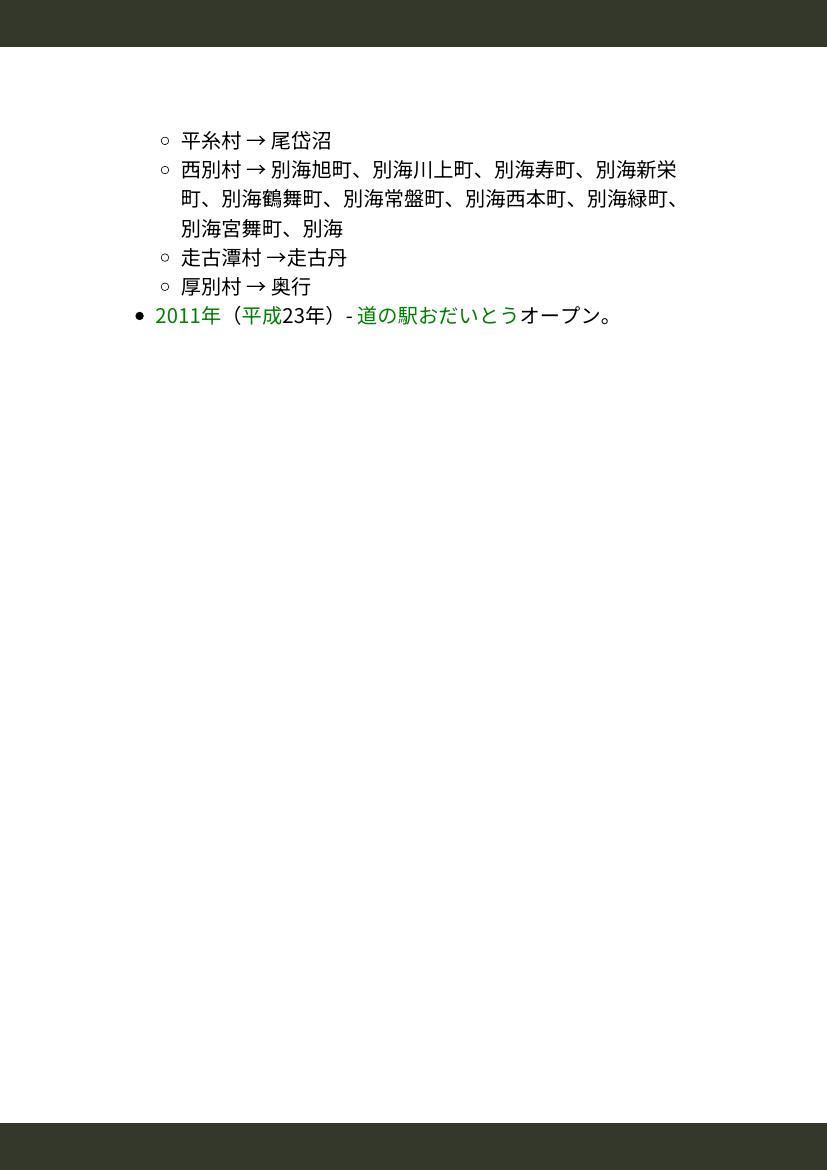 平糸村 → 尾岱沼
西別村 → 別海旭町、別海川上町、別海寿町、別海新栄
町、別海鶴舞町、別海常盤町、別海西本町、別海緑町、
別海宮舞町、別海
走古潭村 →走古丹
厚別村 → 奥行
2011年（平成23年）- 道の駅おだいとうオープン。